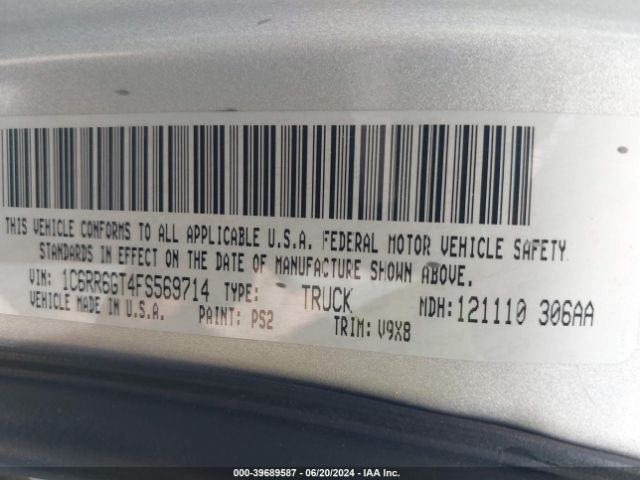 THIS VEHICLE CONFORMS TO ALL APPLICABLE U.S.A. FEDERAL MOTOR VEHICLE SAFETY
STANDARDS IN EFFECT ON THE DATE OF MANUFACTURE SHOWN ABOVE.
VIN: 1C6RR6GT4FS569714 TYPE: TRUCK MDH:121110 306AA
VEHICLE MADE IN U.S.A. PAINT: PS2 TRIM: V9X8
000-39689587 - 06/20/2024 - IAA Inc.